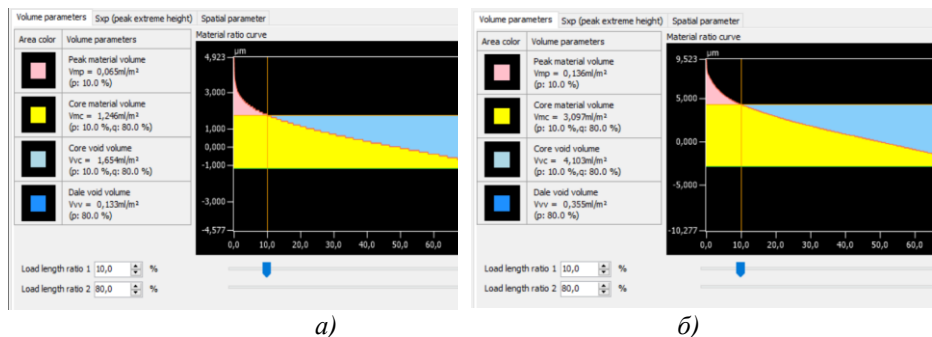 Volume parameters Sxp (peak extreme height) Spatial parameter
Area color Volume parameters
Peak material volume
Vmp = 0,065ml/m²
(p: 10.0 %)
Core material volume
Vmc = 1,246ml/m²
(p: 10.0 %,q: 80.0 %)
Core void volume
Vvc = 1,654ml/m²
(p: 10.0 %,q: 80.0 %)
Dale void volume
Vvv = 0,133ml/m²
(p: 80.0 %)
Material ratio curve
µm
4,923
3,000
1,000
0,000
-1,000
-3,000
-4,577
0,0 10,0 20,0 30,0 40,0 50,0 60,0
Load length ratio 1 10,0 %
Load length ratio 2 80,0 %
а)
Volume parameters Sxp (peak extreme height) Spatial parameter
Area color Volume parameters
Peak material volume
Vmp = 0,136ml/m²
(p: 10.0 %)
Core material volume
Vmc = 3,097ml/m²
(p: 10.0 %,q: 80.0 %)
Core void volume
Vvc = 4,103ml/m²
(p: 10.0 %,q: 80.0 %)
Dale void volume
Vvv = 0,355ml/m²
(p: 80.0 %)
Material ratio curve
µm
9,523
5,000
0,000
-5,000
-10,277
0,0 10,0 20,0 30,0 40,0 50,0 60,0
Load length ratio 1 10,0 %
Load length ratio 2 80,0 %
б)